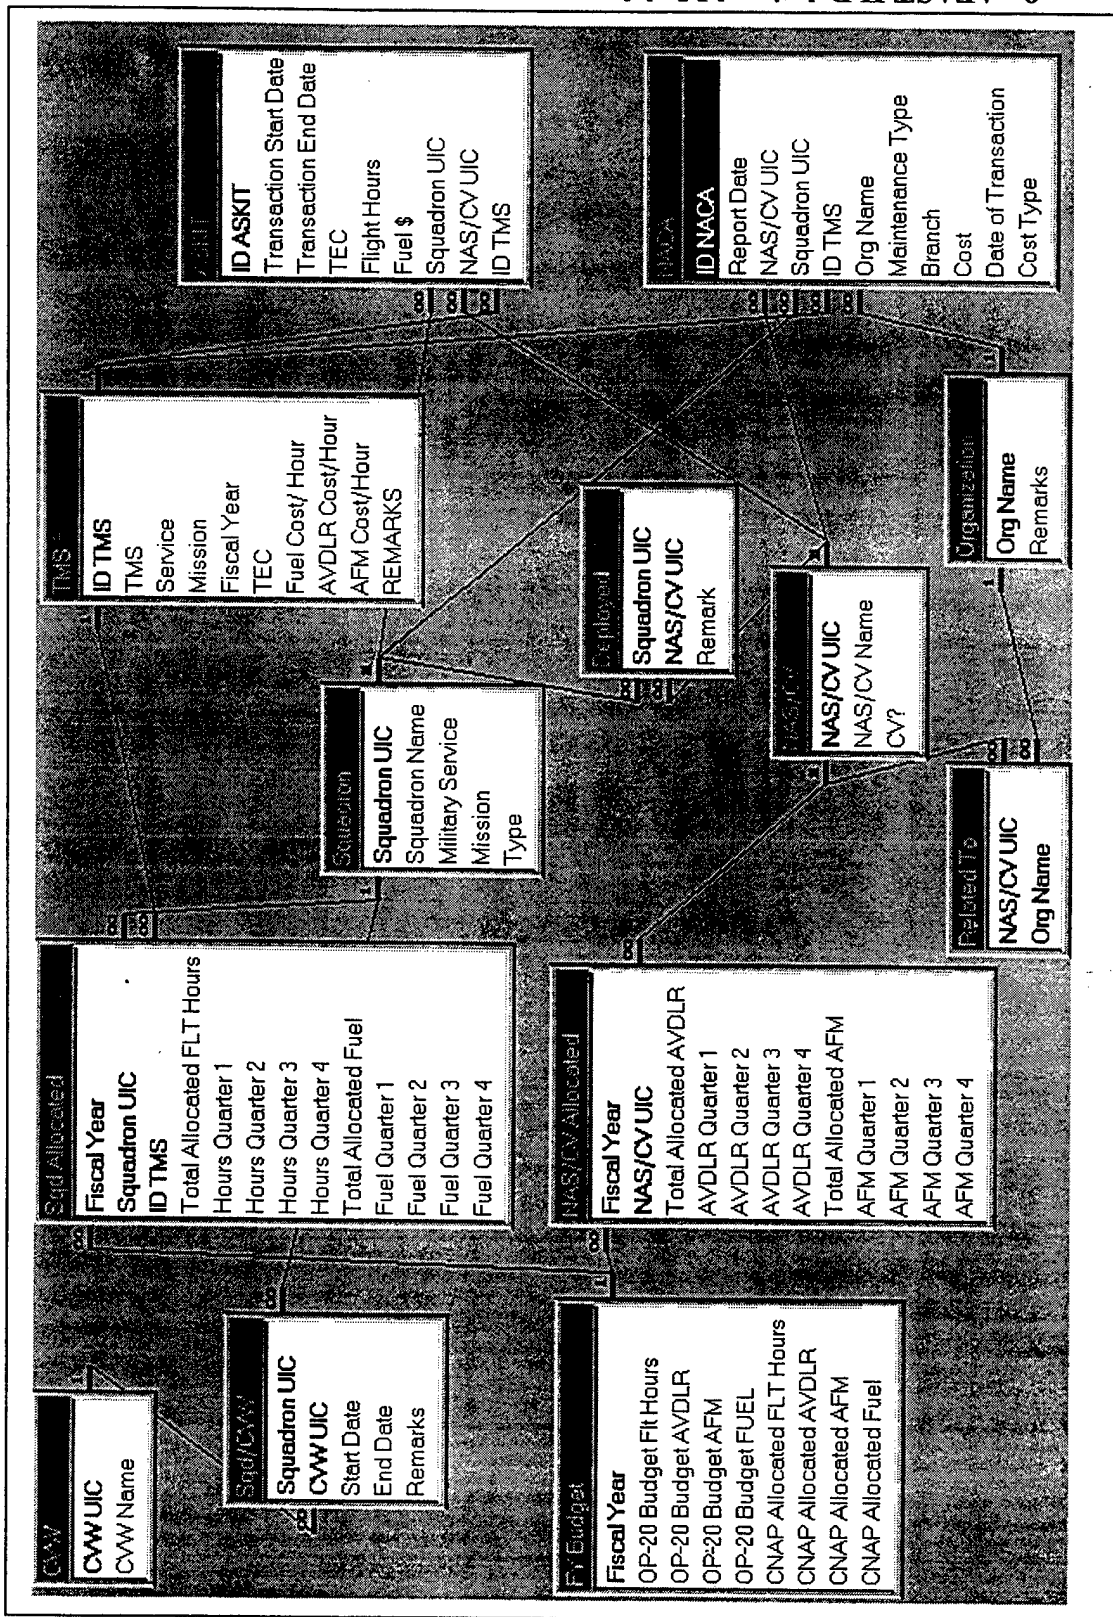 CVW
CVW UIC
CVW Name
Sqd/CVW
Squadron UIC
CVW UIC
Start Date
End Date
Remarks
FY Budget
Fiscal Year
OP-20 Budget Flt Hours
OP-20 Budget AVDLR
OP-20 Budget AFM
OP-20 Budget FUEL
CNAP Allocated FLT Hours
CNAP Allocated AVDLR
CNAP Allocated AFM
CNAP Allocated Fuel
Sqd Allocated
Fiscal Year
Squadron UIC
ID TMS
Total Allocated FLT Hours
Hours Quarter 1
Hours Quarter 2
Hours Quarter 3
Hours Quarter 4
Total Allocated Fuel
Fuel Quarter 1
Fuel Quarter 2
Fuel Quarter 3
Fuel Quarter 4
NAS/CV Allocated
Fiscal Year
NAS/CV UIC
Total Allocated AVDLR
AVDLR Quarter 1
AVDLR Quarter 2
AVDLR Quarter 3
AVDLR Quarter 4
Total Allocated AFM
AFM Quarter 1
AFM Quarter 2
AFM Quarter 3
AFM Quarter 4
Squadron
Squadron UIC
Squadron Name
Military Service
Mission
Type
Related To
NAS/CV UIC
Org Name
TMS
ID TMS
TMS
Service
Mission
Fiscal Year
TEC
Fuel Cost/ Hour
AVDLR Cost/Hour
AFM Cost/Hour
REMARKS
Deployed
Squadron UIC
NAS/CV UIC
Remark
NAS/CV
NAS/CV UIC
NAS/CV Name
CV?
Organization
Org Name
Remarks
ASKIT
ID ASKIT
Transaction Start Date
Transaction End Date
TEC
Flight Hours
Fuel $
Squadron UIC
NAS/CV UIC
ID TMS
NACA
ID NACA
Report Date
NAS/CV UIC
Squadron UIC
ID TMS
Org Name
Maintenance Type
Branch
Cost
Date of Transaction
Cost Type